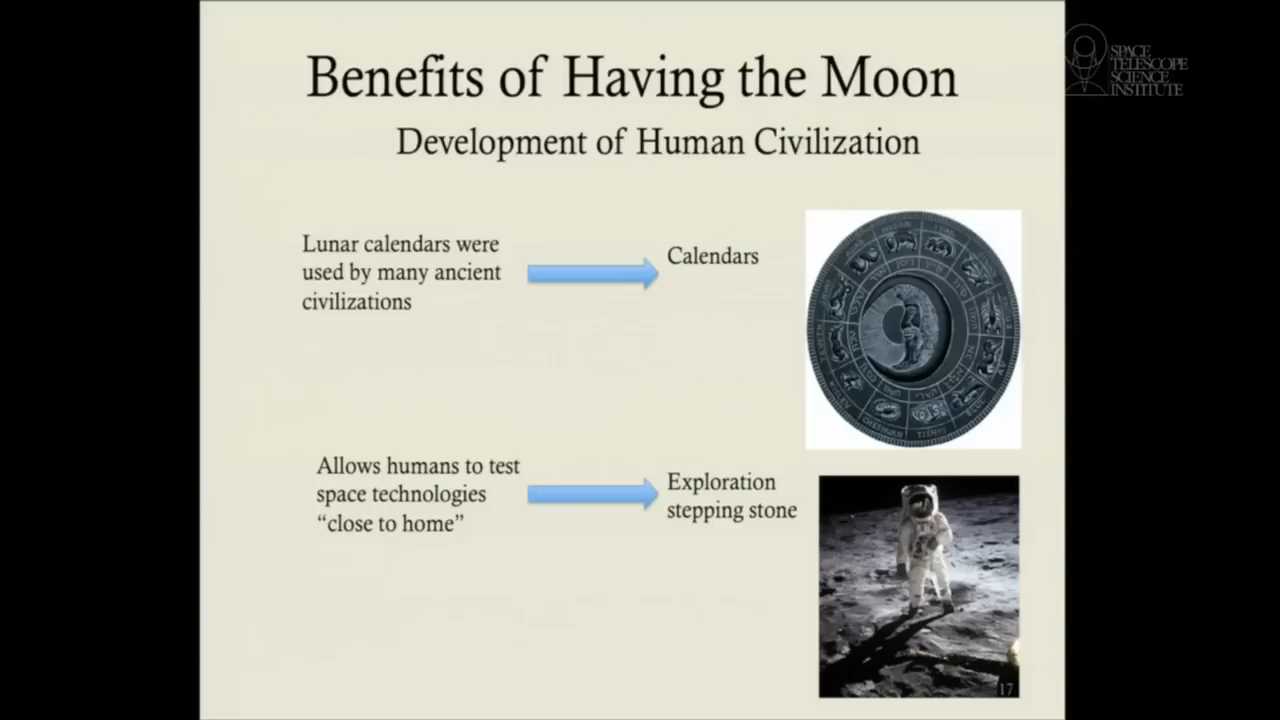 Benefits of Having the Moon
Development of Human Civilization
Lunar calendars were
used by many ancient
civilizations
Calendars
Allows humans to test
space technologies
“close to home”
Exploration
stepping stone
17
SPACE
TELESCOPE
SCIENCE
INSTITUTE